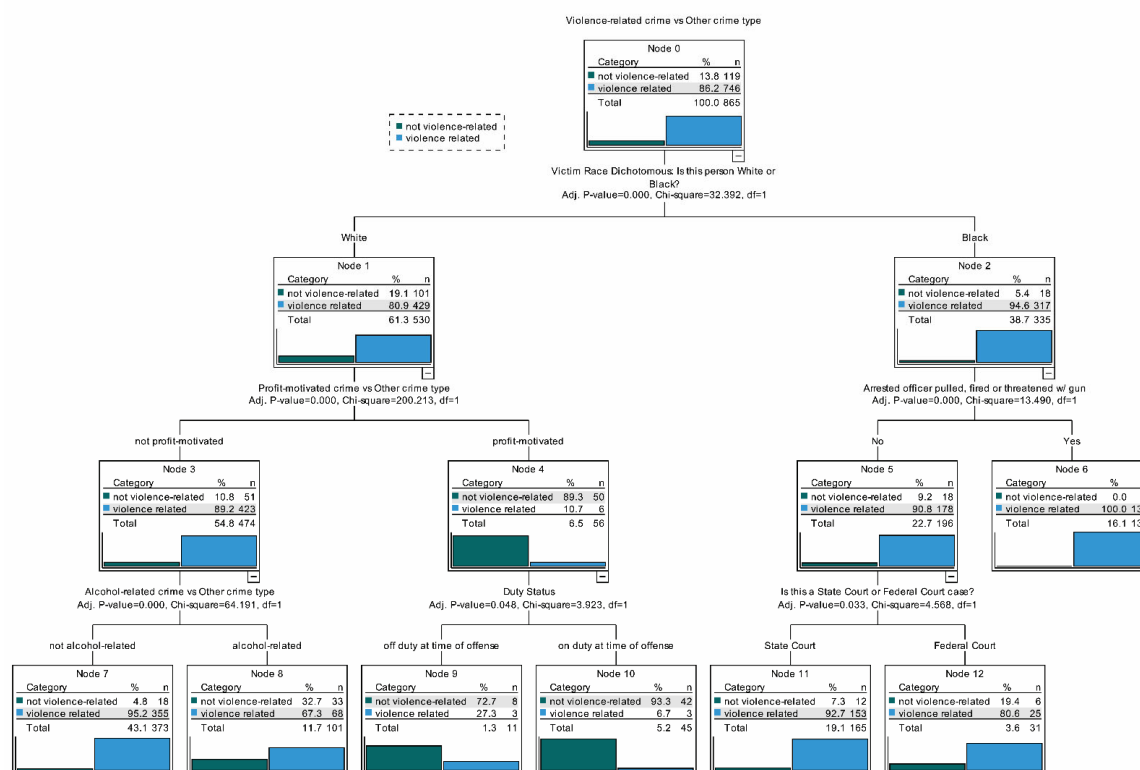 Violence-related crime vs Other crime type
Node 0
Category % n
not violence-related 13.8 119
violence related 86.2 746
Total 100.0 865
not violence-related
violence related
Victim Race Dichotomous: Is this person White or
Black?
Adj. P-value=0.000, Chi-square=32.392, df=1
White
Black
Node 1
Category % n
not violence-related 19.1 101
violence related 80.9 429
Total 61.3 530
Node 2
Category % n
not violence-related 5.4 18
violence related 94.6 317
Total 38.7 335
Profit-motivated crime vs Other crime type
Adj. P-value=0.000, Chi-square=200.213, df=1
Arrested officer pulled, fired or threatened w/ gun
Adj. P-value=0.000, Chi-square=13.490, df=1
not profit-motivated
profit-motivated
No
Yes
Node 3
Category % n
not violence-related 10.8 51
violence related 89.2 423
Total 54.8 474
Node 4
Category % n
not violence-related 89.3 50
violence related 10.7 6
Total 6.5 56
Node 5
Category % n
not violence-related 9.2 18
violence related 90.8 178
Total 22.7 196
Node 6
Category %
not violence-related 0.0
violence related 100.0 13
Total 16.1 13
Alcohol-related crime vs Other crime type
Adj. P-value=0.000, Chi-square=64.191, df=1
Duty Status
Adj. P-value=0.048, Chi-square=3.923, df=1
Is this a State Court or Federal Court case?
Adj. P-value=0.033, Chi-square=4.568, df=1
not alcohol-related
alcohol-related
off duty at time of offense
on duty at time of offense
State Court
Federal Court
Node 7
Category % n
not violence-related 4.8 18
violence related 95.2 355
Total 43.1 373
Node 8
Category % n
not violence-related 32.7 33
violence related 67.3 68
Total 11.7 101
Node 9
Category % n
not violence-related 72.7 8
violence related 27.3 3
Total 1.3 11
Node 10
Category % n
not violence-related 93.3 42
violence related 6.7 3
Total 5.2 45
Node 11
Category % n
not violence-related 7.3 12
violence related 92.7 153
Total 19.1 165
Node 12
Category % n
not violence-related 19.4 6
violence related 80.6 25
Total 3.6 31